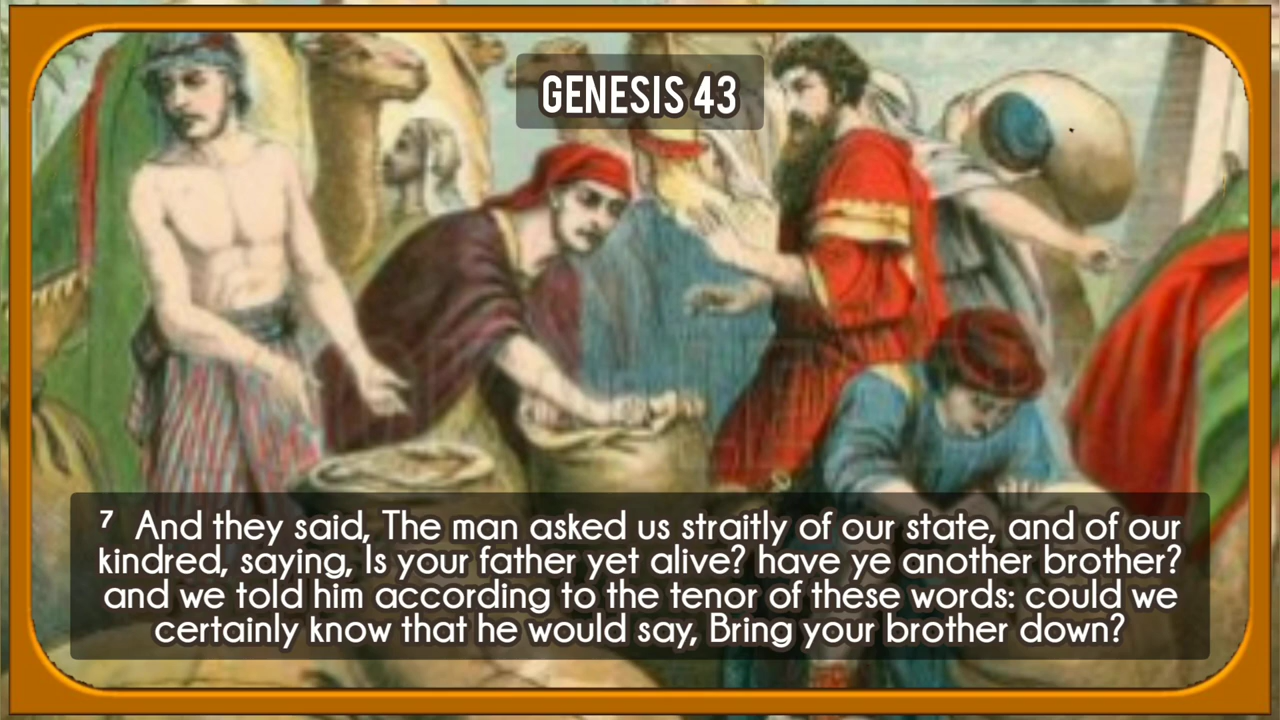 GENESIS 43
⁷ And they said, The man asked us straitly of our state, and of our
kindred, saying, Is your father yet alive? have ye another brother?
and we told him according to the tenor of these words: could we
certainly know that he would say, Bring your brother down?